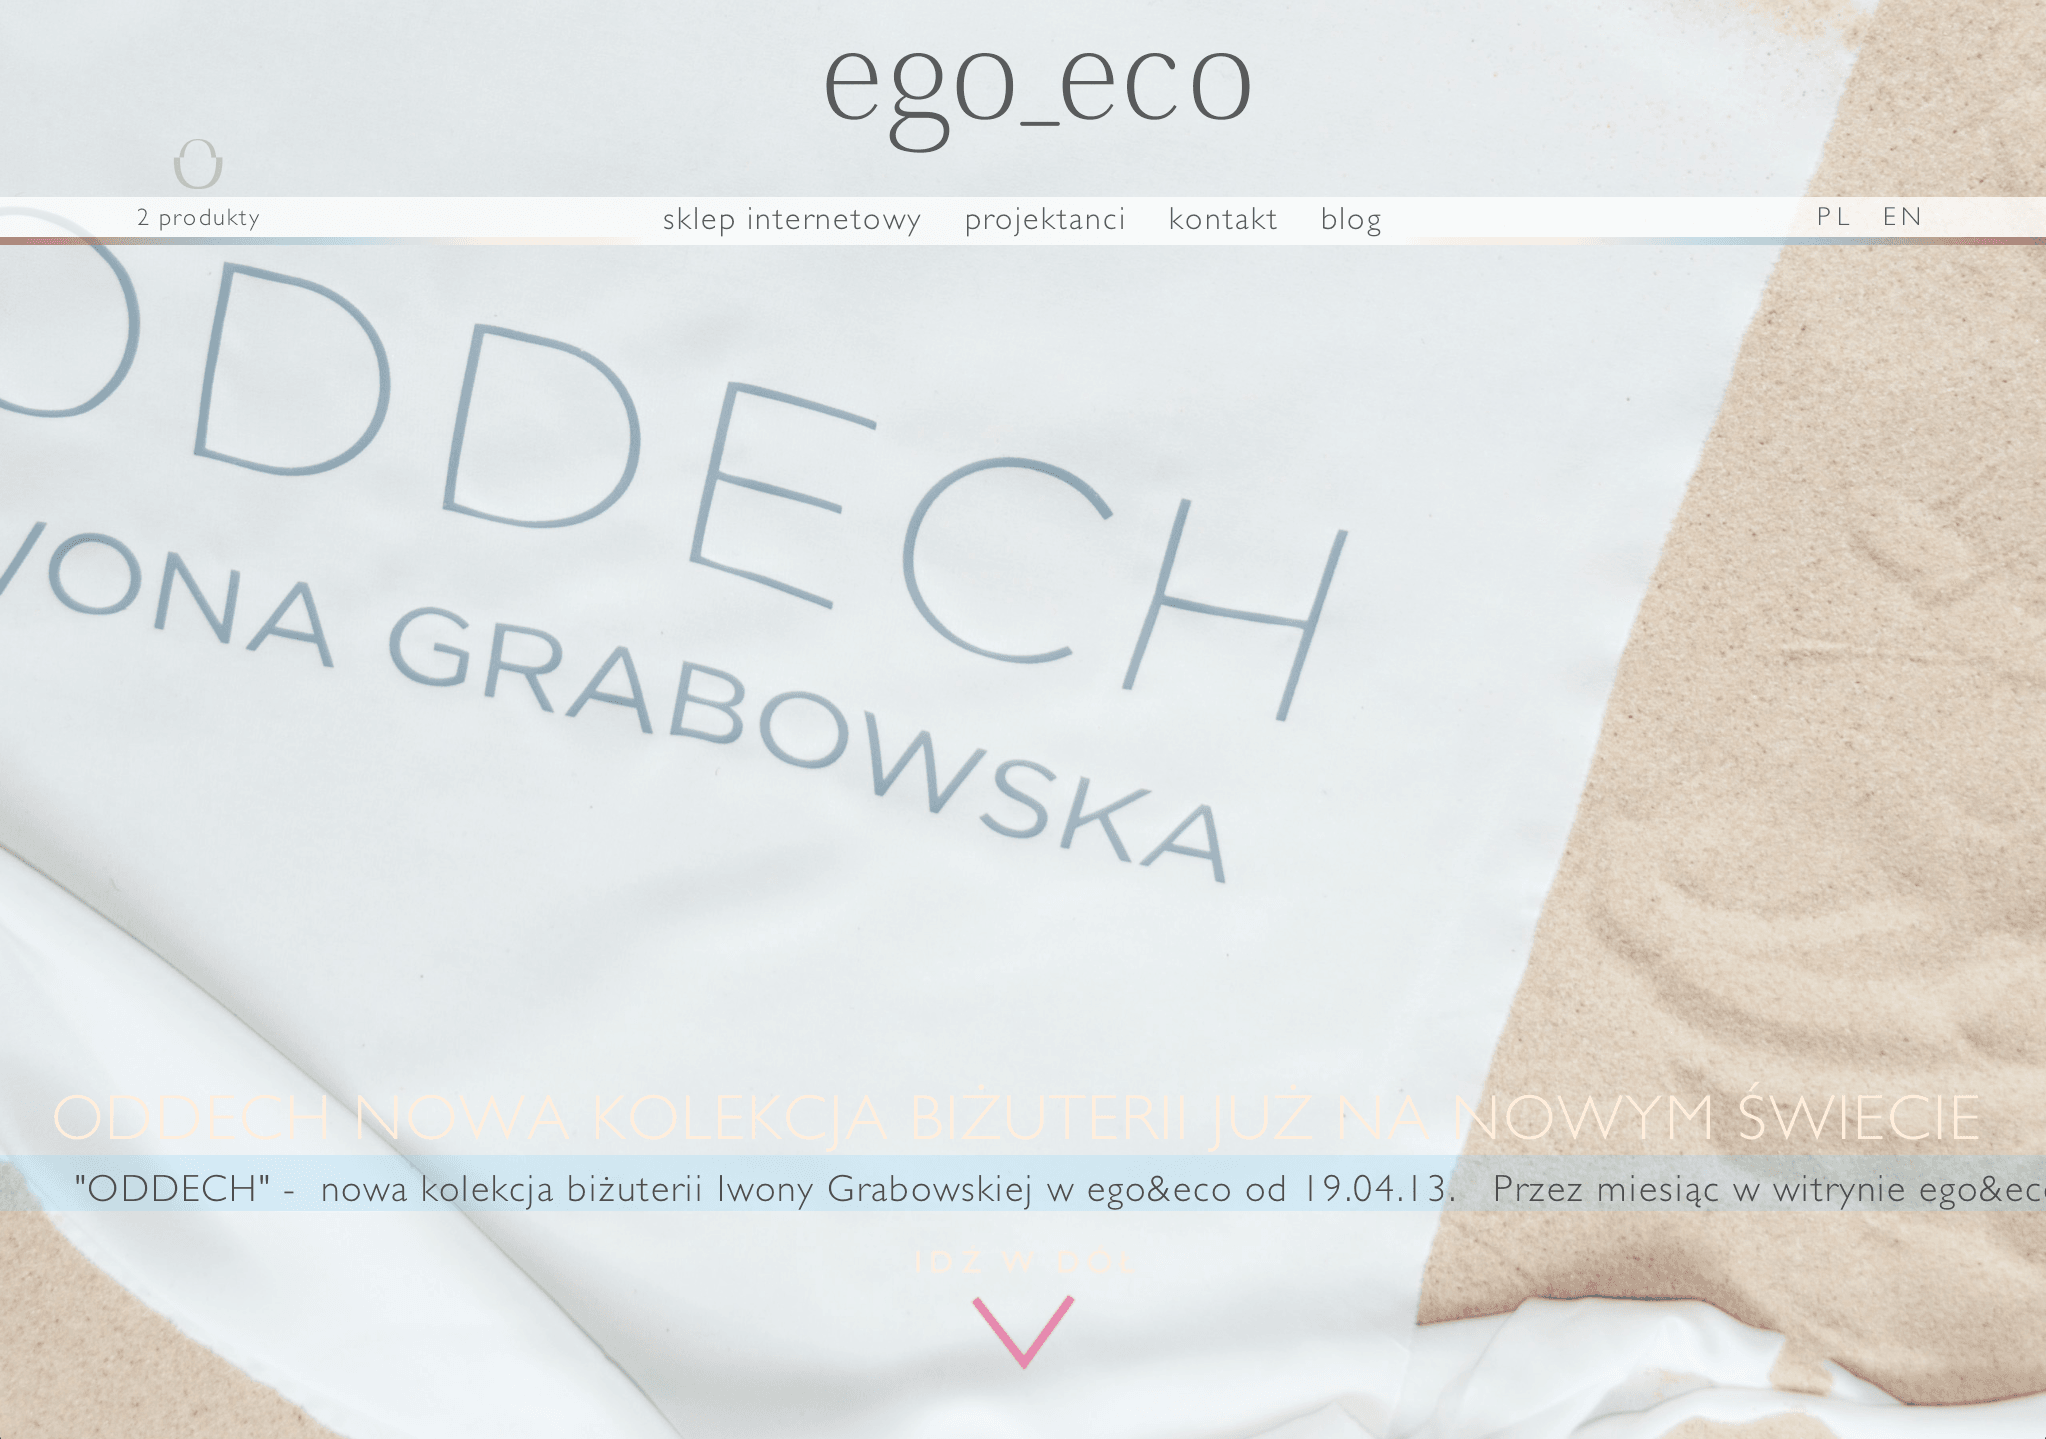 ego_eco
2 produkty
sklep internetowy projektanci kontakt blog
PL EN
ODDECH
WONA GRABOWSKA
ODDECH NOWA KOLEKCJA BIŻUTERII JUŻ NA NOWYM ŚWIECIE
"ODDECH" - nowa kolekcja biżuterii Iwony Grabowskiej w ego&eco od 19.04.13. Przez miesiąc w witrynie ego&eco
IDŹ W DÓŁ